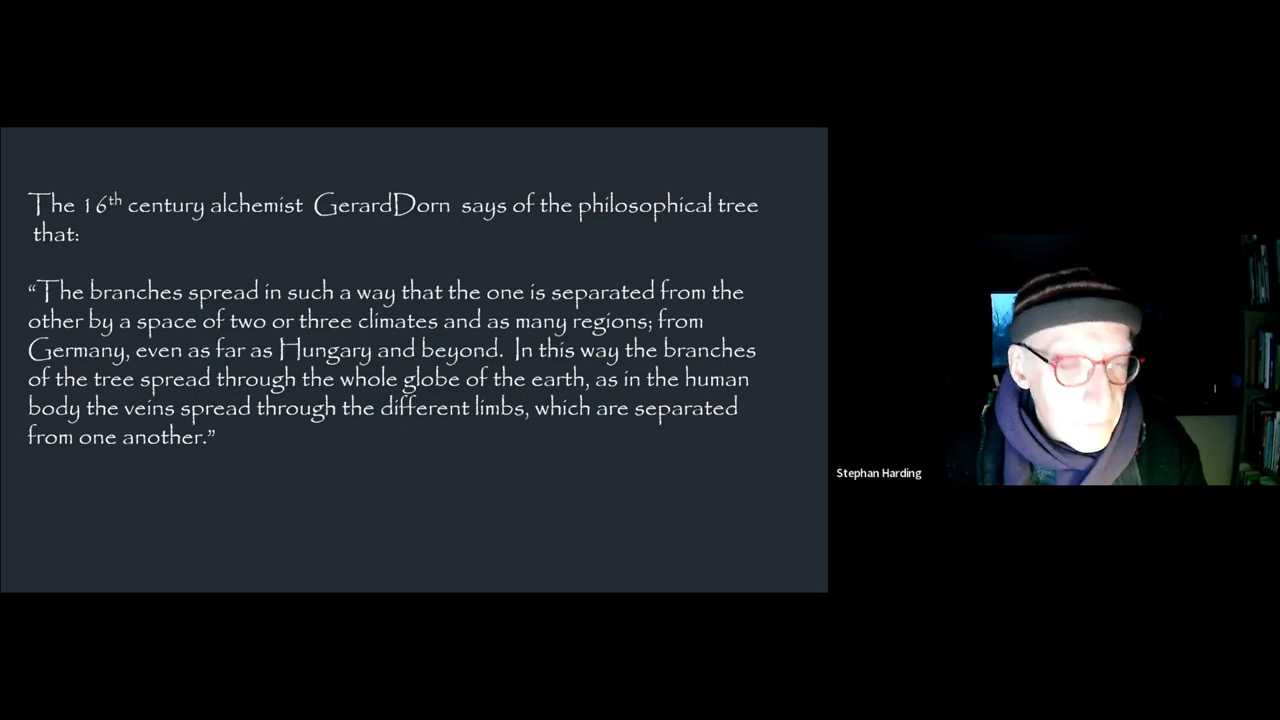 The 16th century alchemist GerardDorn says of the philosophical tree
that:
“The branches spread in such a way that the one is separated from the
other by a space of two or three climates and as many regions; from
Germany, even as far as Hungary and beyond. In this way the branches
of the tree spread through the whole globe of the earth, as in the human
body the veins spread through the different limbs, which are separated
from one another.”
Stephan Harding